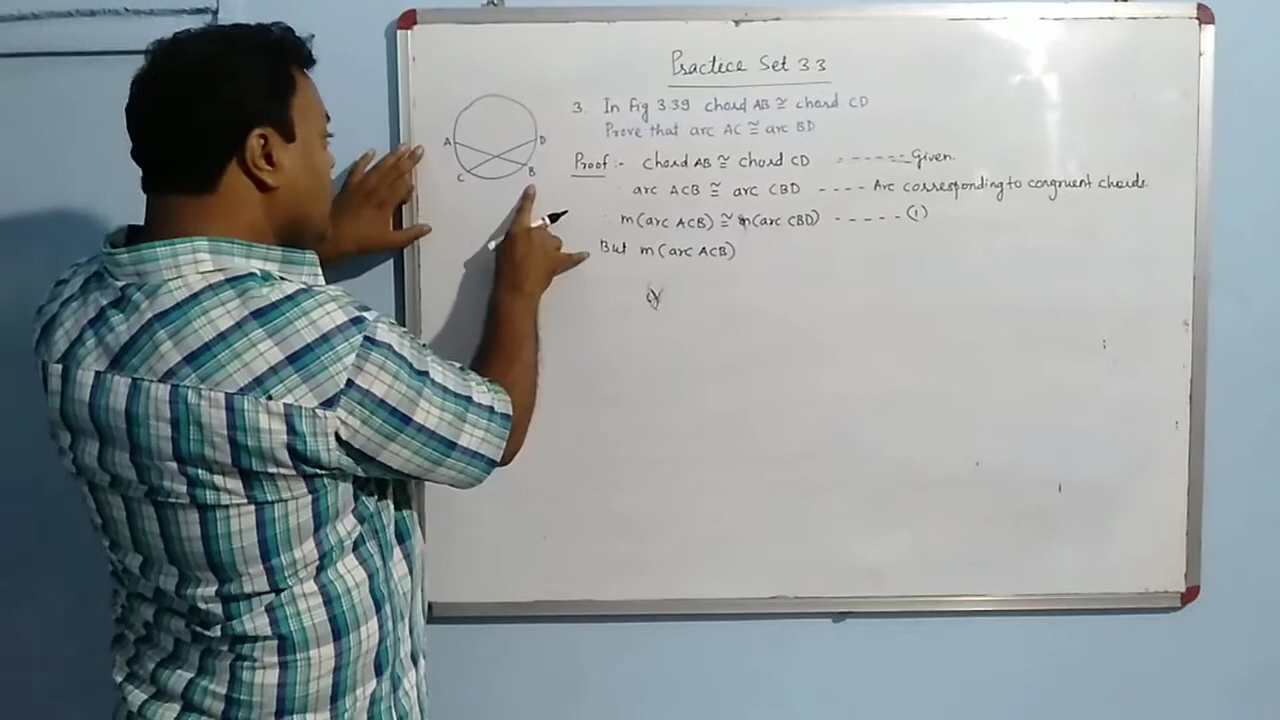 Practice Set 3 3
3. In Fig 3 39 chord AB ≅ chord CD
Prove that arc AC ≅ arc BD
Proof :- chord AB ≅ chord CD ------ Given.
arc ACB ≅ arc CBD ---- Arc corresponding to congruent chords.
∴ m(arc ACB) ≅ m(arc CBD) ----- (1)
But m(arc ACB)
A
D
C
B